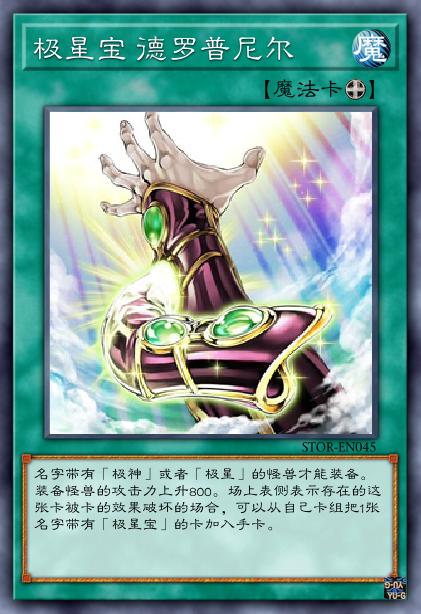 极星宝 德罗普尼尔
魔
【魔法卡】
STOR-EN045
名字带有「极神」或者「极星」的怪兽才能装备。
装备怪兽的攻击力上升800。场上表侧表示存在的这
张卡被卡的效果破坏的场合,可以从自己卡组把1张
名字带有「极星宝」的卡加入手卡。